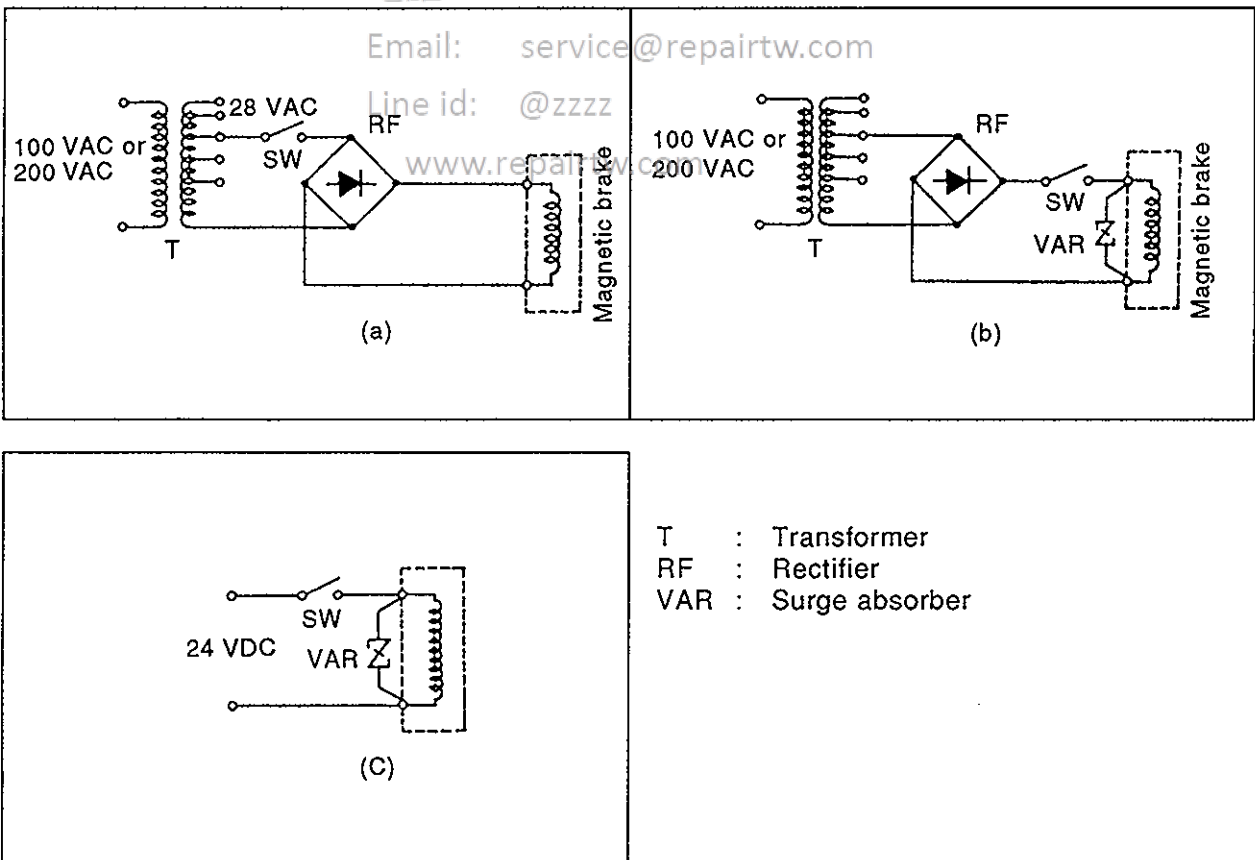 Email: service@repairtw.com
Line id: @zzzz
www.repairtw.com
28 VAC
RF
100 VAC or
200 VAC
SW
T
Magnetic brake
(a)
RF
100 VAC or
200 VAC
SW
VAR
T
Magnetic brake
(b)
SW
24 VDC
VAR
(C)
T : Transformer
RF : Rectifier
VAR : Surge absorber